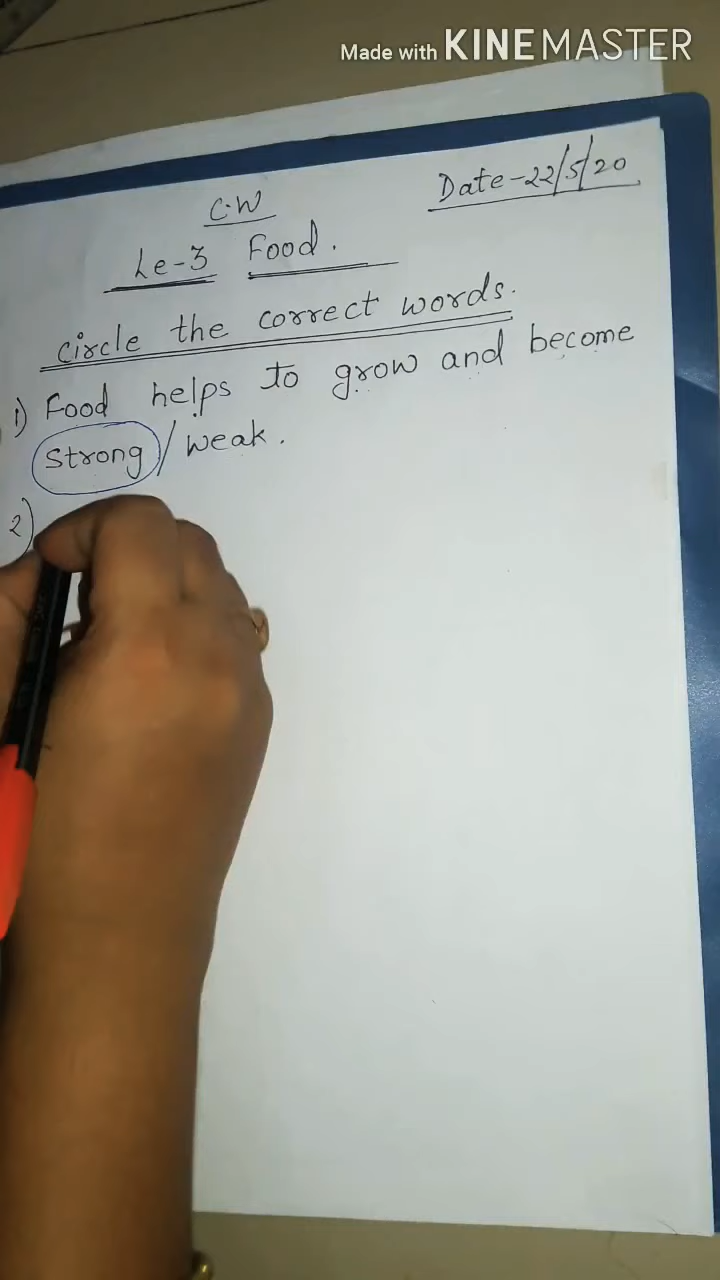 Made with KINEMASTER
C.W
Date-22/5/20
Le-3 Food.
Circle the correct words.
1) Food helps to grow and become
Strong / weak.
2)